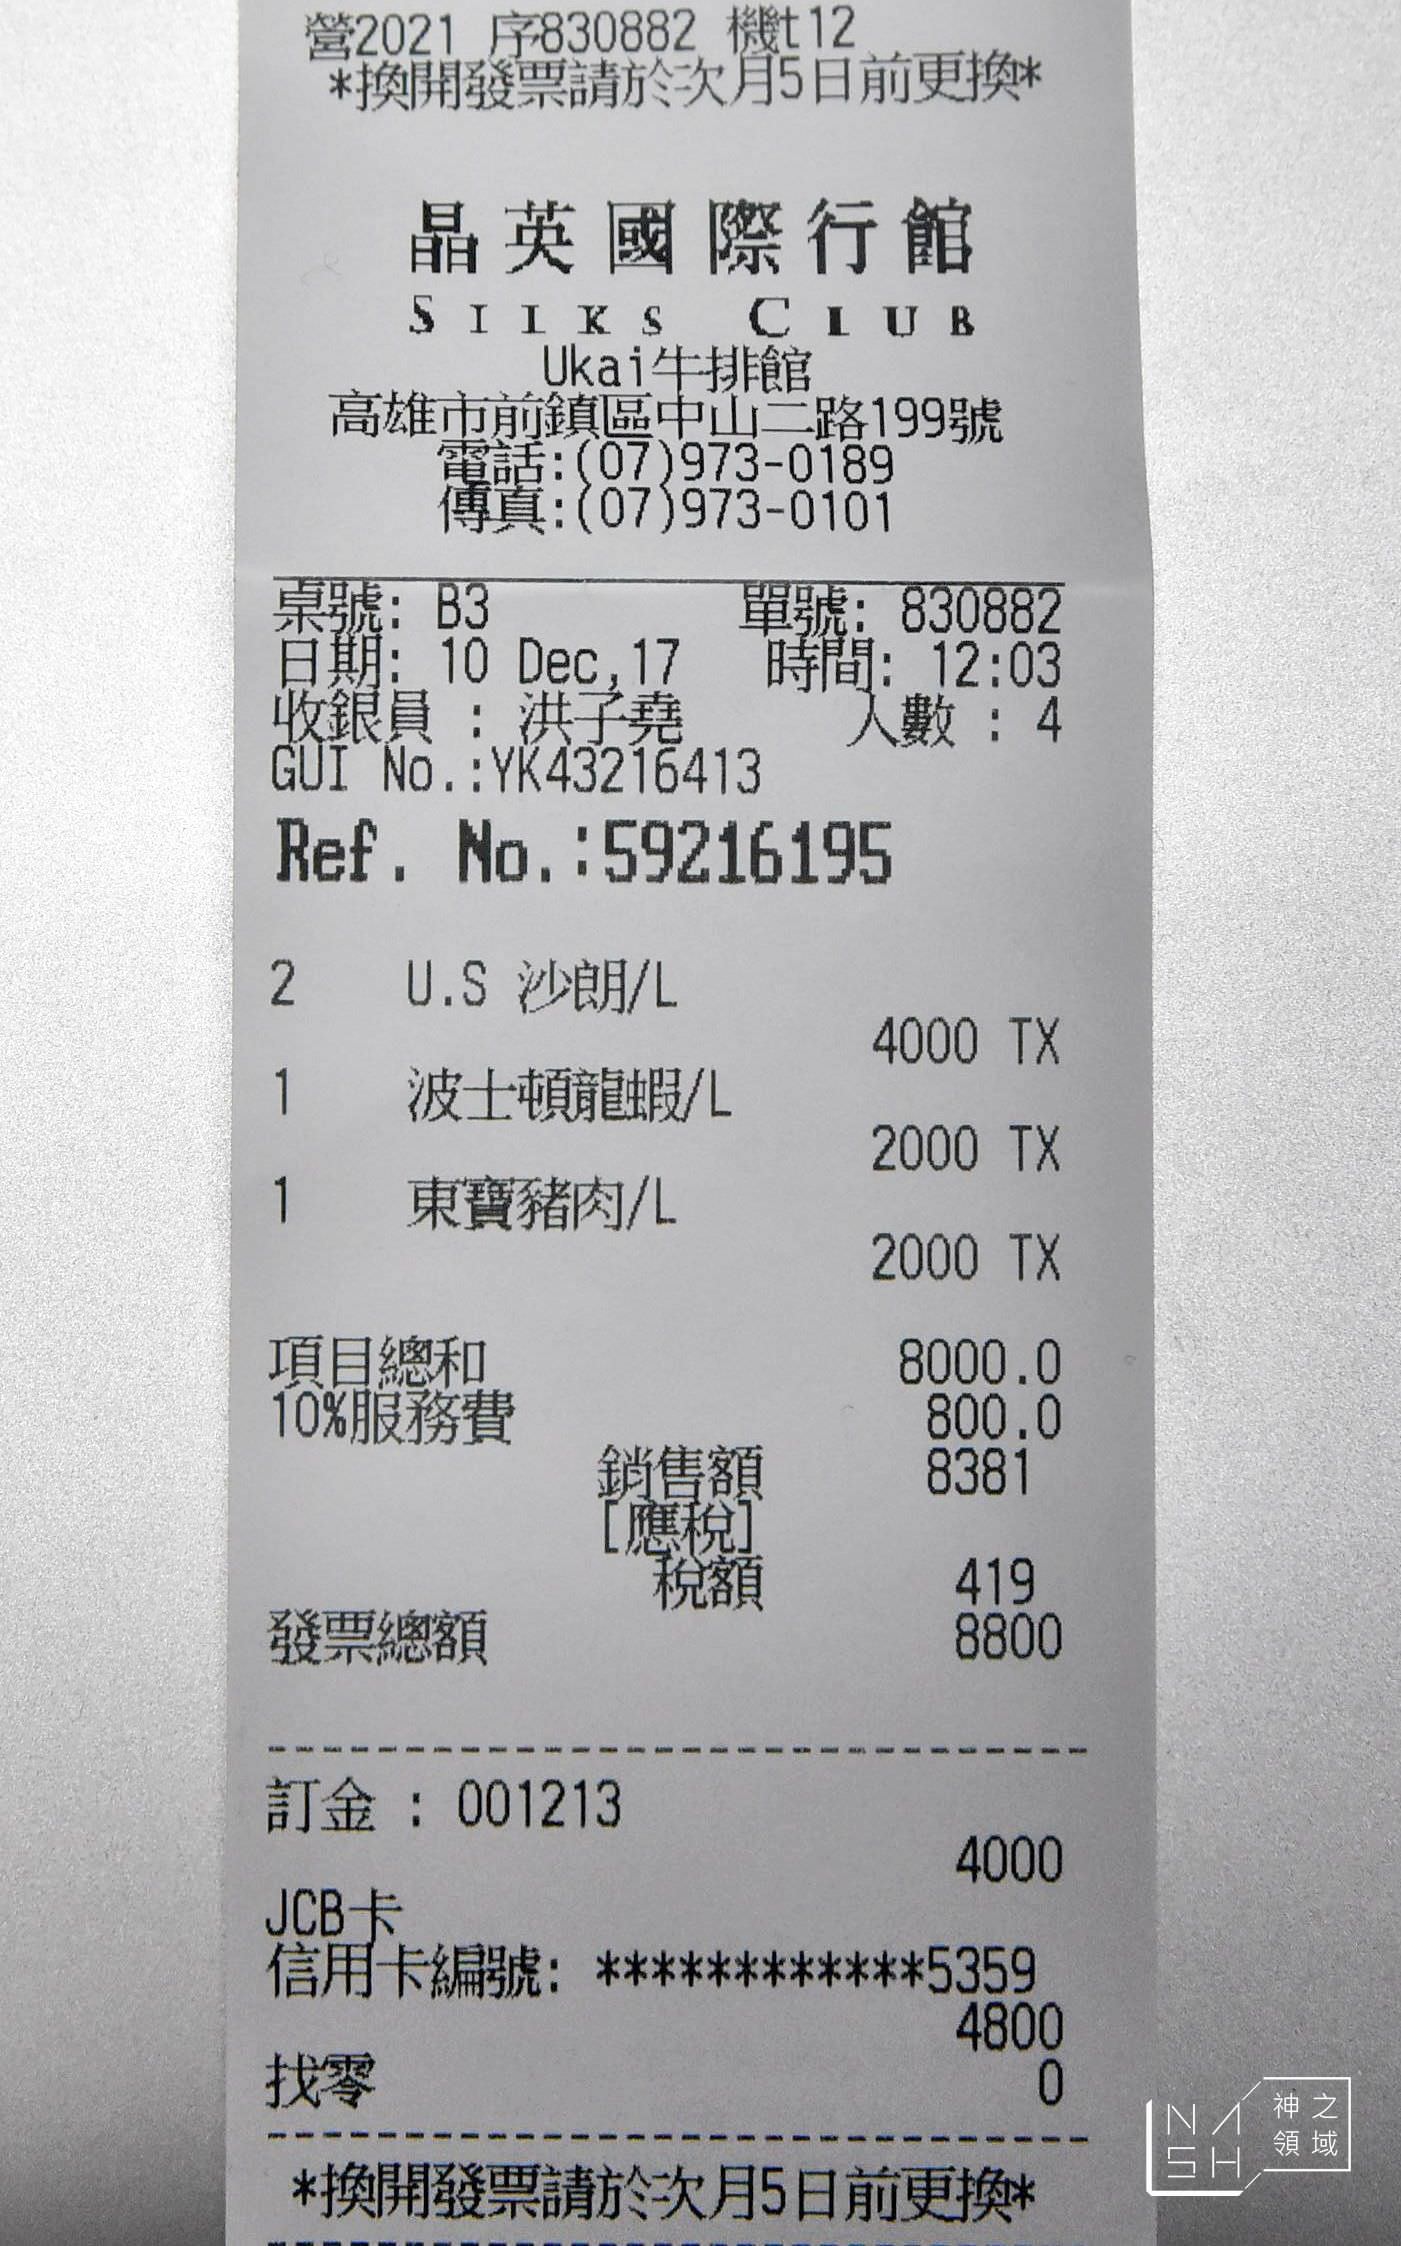 營2021 序830882 機t12
*換開發票請於次月5日前更換*
晶英國際行館
SILKS CLUB
Ukai牛排館
高雄市前鎮區中山二路199號
電話:(07)973-0189
傳真:(07)973-0101
桌號: B3 單號: 830882
日期: 10 Dec,17 時間: 12:03
收銀員 : 洪子堯 人數 : 4
GUI No.:YK43216413
Ref. No.:59216195
2 U.S 沙朗/L
4000 TX
1 波士頓龍蝦/L
2000 TX
1 東寶豬肉/L
2000 TX
項目總和 8000.0
10%服務費 800.0
銷售額 8381
[應稅]
稅額 419
發票總額 8800
訂金 : 001213
4000
JCB卡
信用卡編號: ************5359
4800
找零 0
*換開發票請於次月5日前更換*
NASH 神之領域